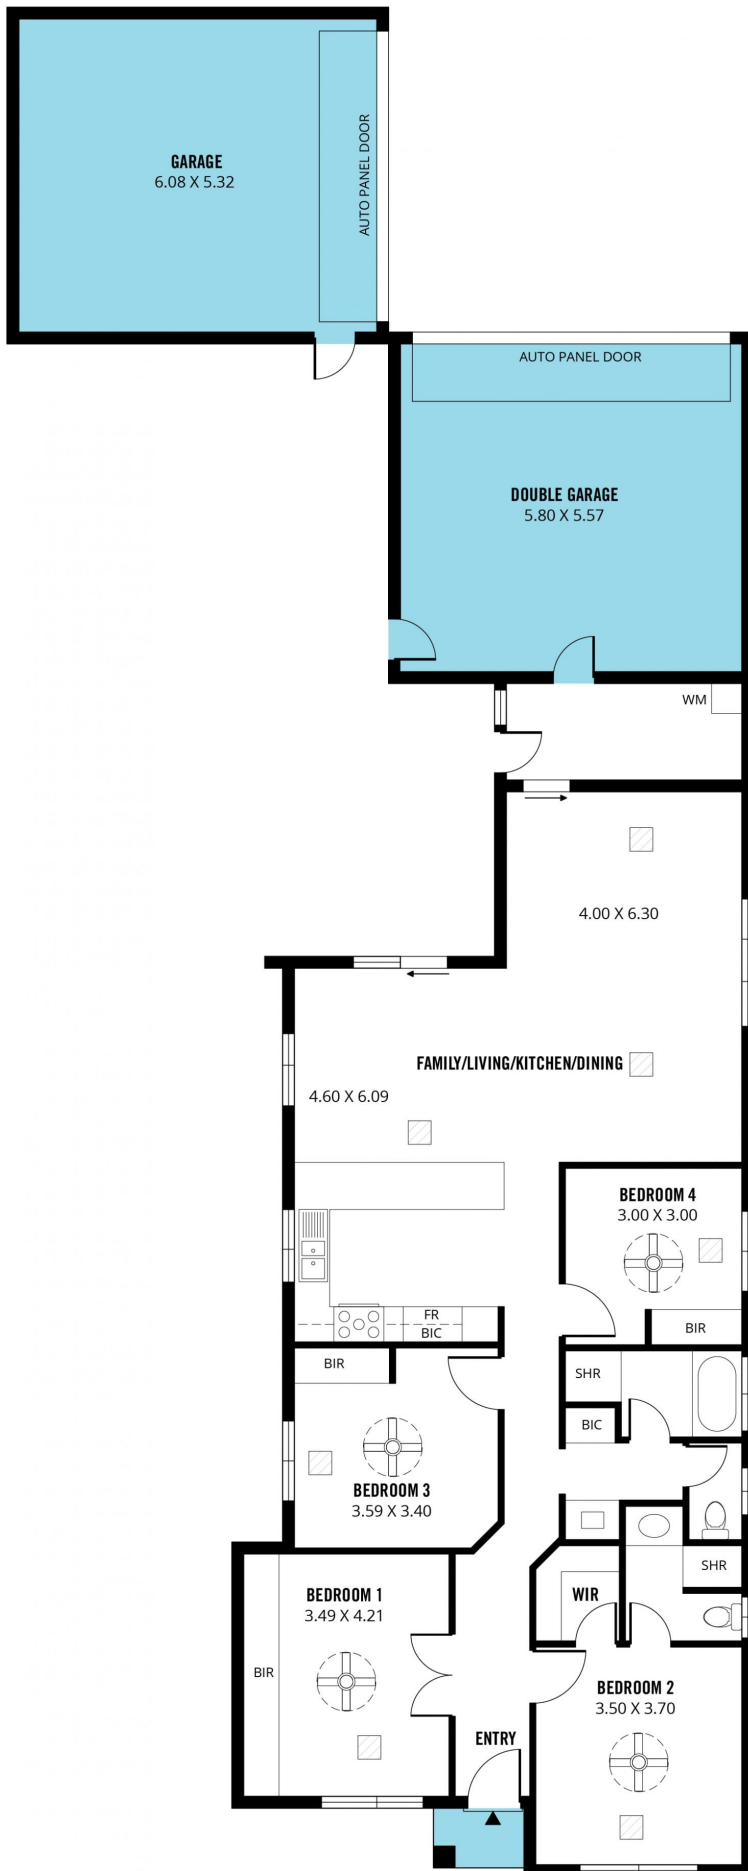 GARAGE
6.08 X 5.32
AUTO PANEL DOOR
AUTO PANEL DOOR
DOUBLE GARAGE
5.80 X 5.57
WM
4.00 X 6.30
FAMILY/LIVING/KITCHEN/DINING
4.60 X 6.09
BEDROOM 4
3.00 X 3.00
FR
BIC
BIR
BIR
SHR
BIC
BEDROOM 3
3.59 X 3.40
SHR
BEDROOM 1
3.49 X 4.21
WIR
BIR
BEDROOM 2
3.50 X 3.70
ENTRY